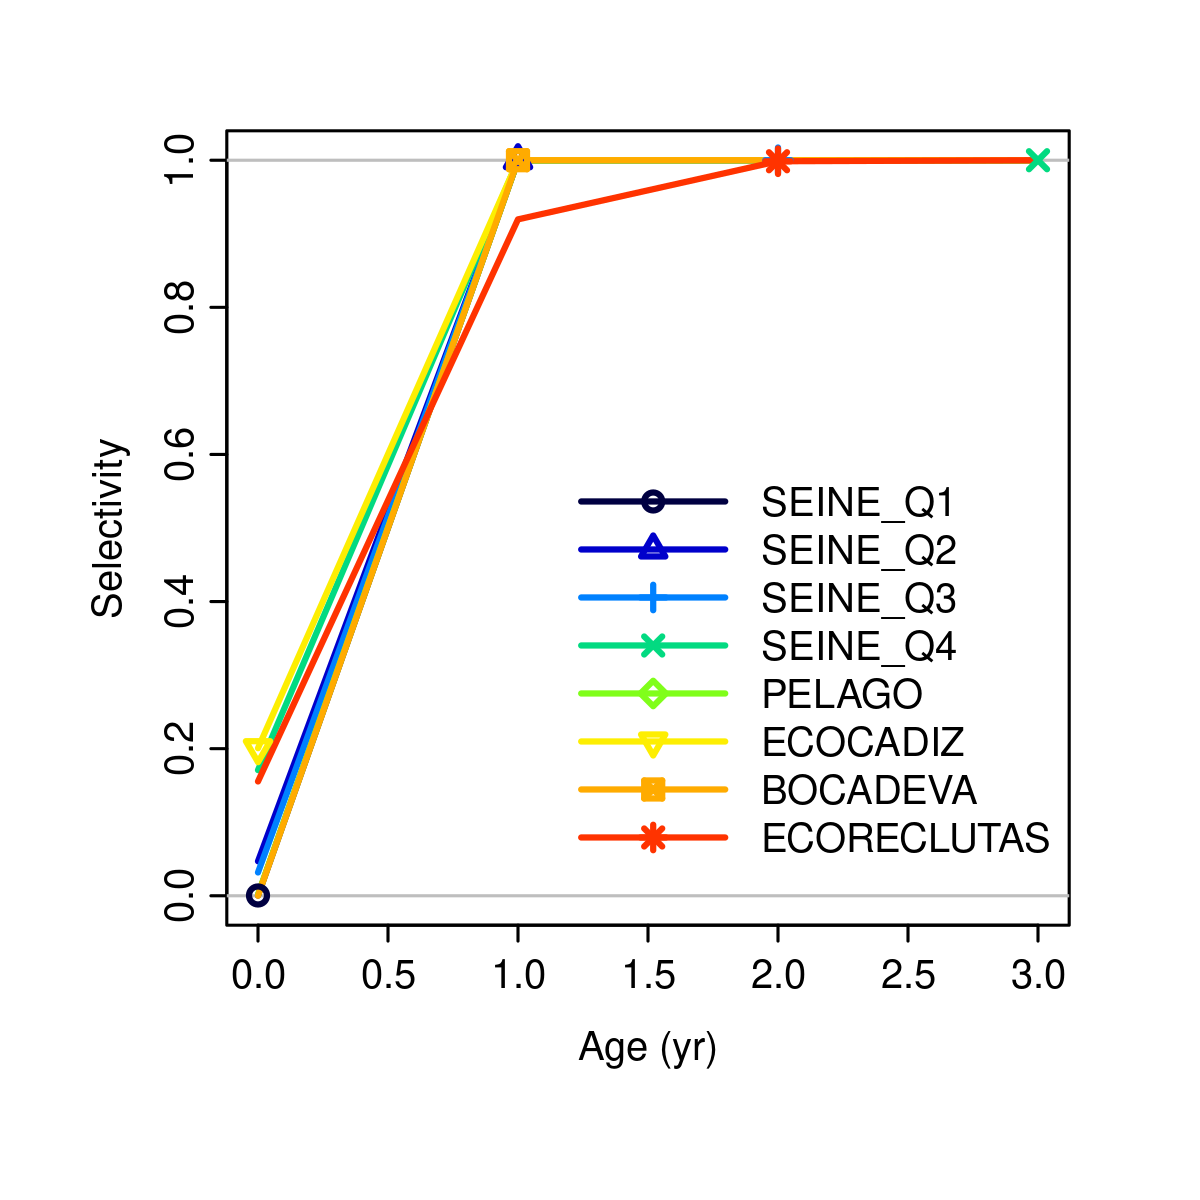 1.0
0.8
0.6
0.4
0.2
0.0
Selectivity
SEINE_Q1
SEINE_Q2
SEINE_Q3
SEINE_Q4
PELAGO
ECOCADIZ
BOCADEVA
ECORECLUTAS
0.0 0.5 1.0 1.5 2.0 2.5 3.0
Age (yr)